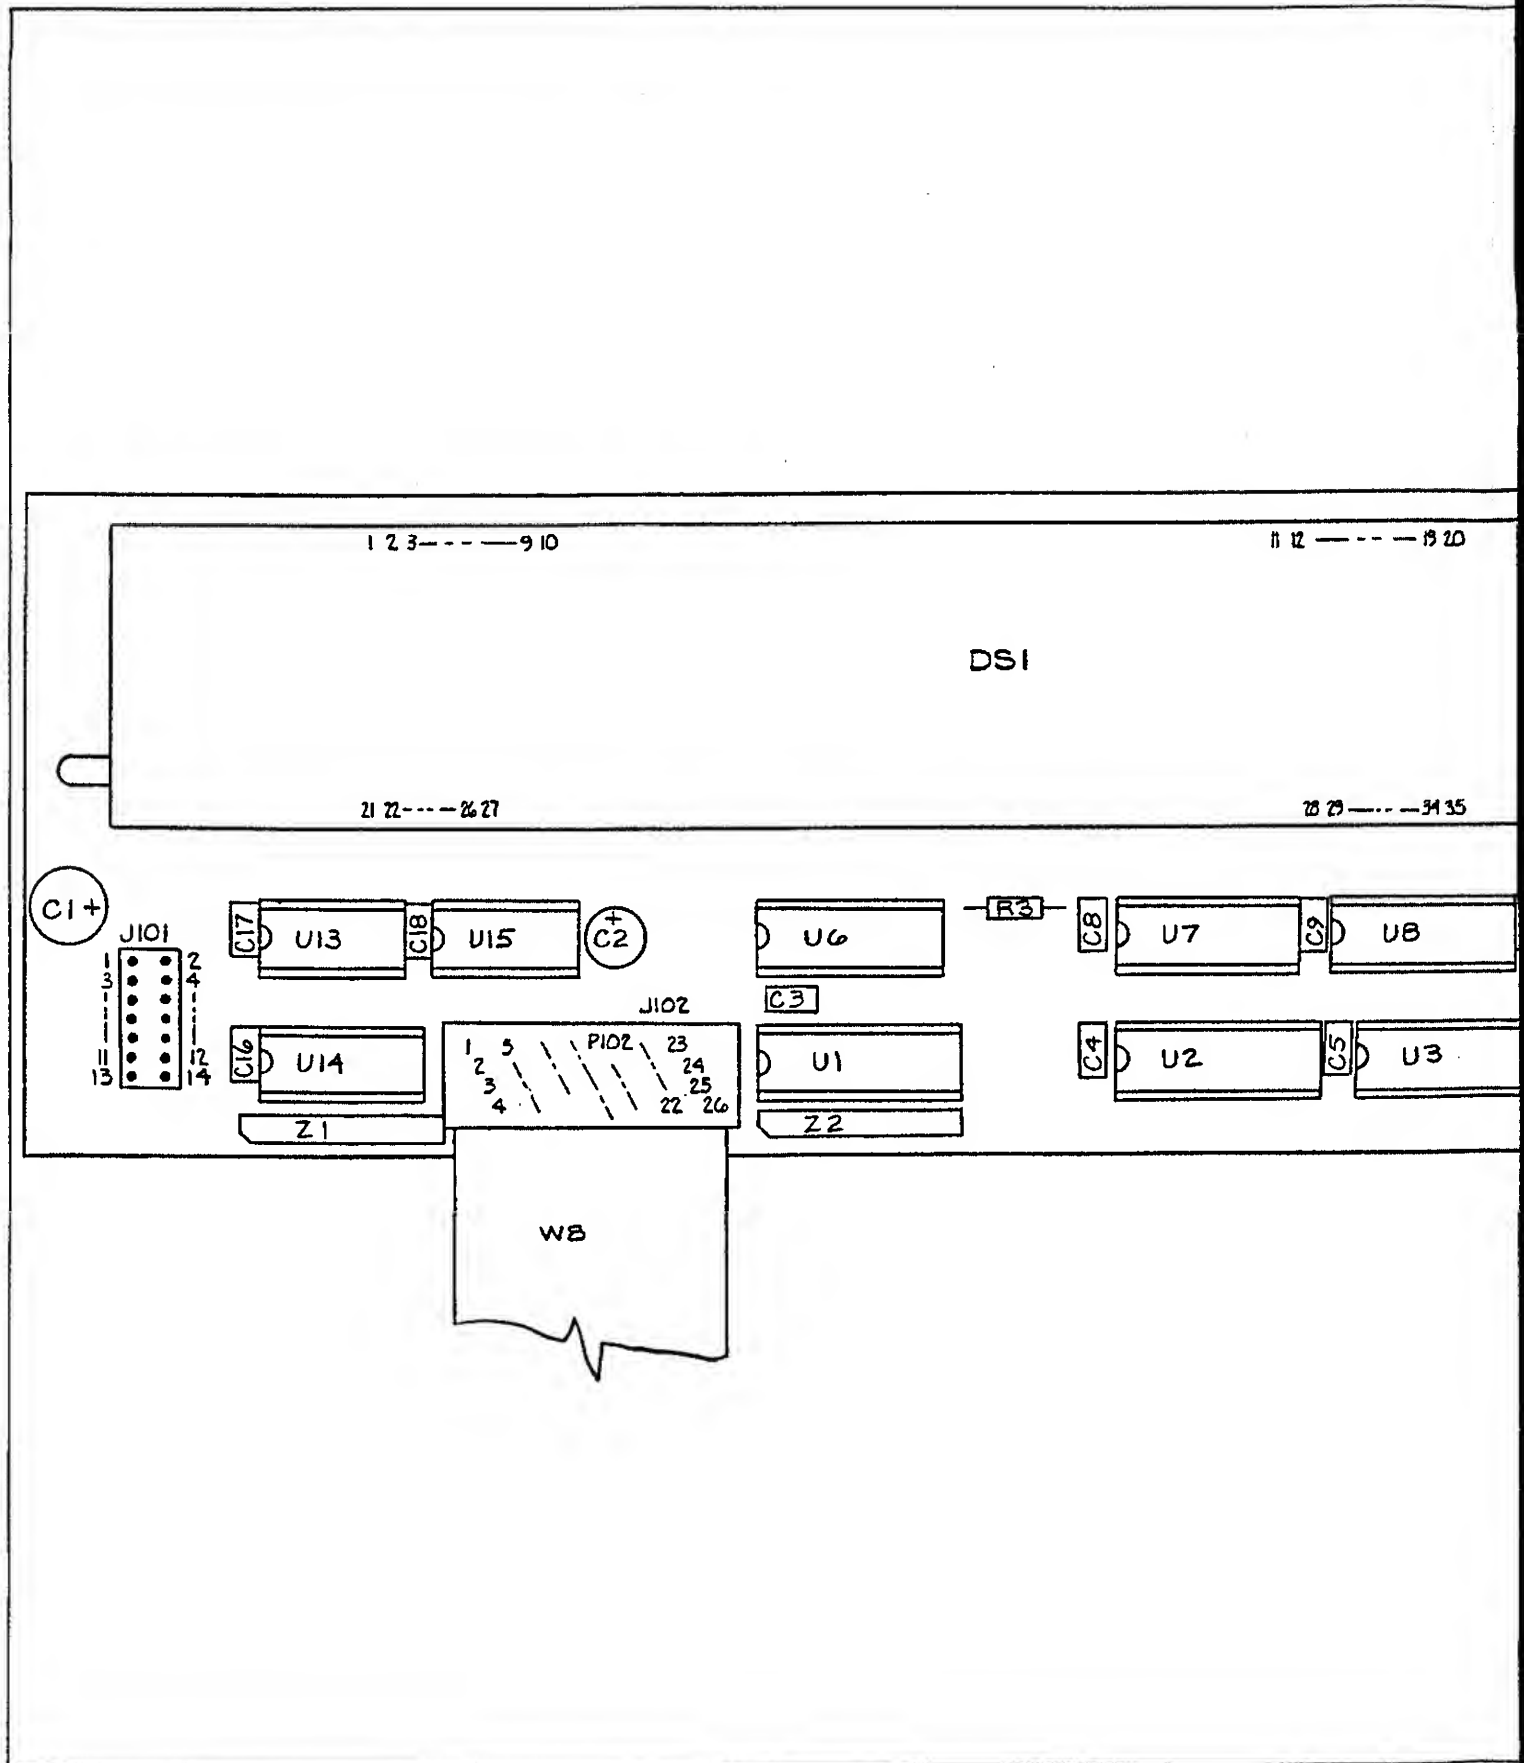 1 2 3-----9 10
11 12 ----- 19 20
DS1
21 22-----26 27
28 29-----34 35
C1+
J101
1 2
3 4
11 12
13 14
C17
U13
C18
U15
+
C2
U6
R3
C8
U7
C9
U8
C3
J102
C16
U14
1 5 P102 23
2 24
3 25
4 22 26
U1
C4
U2
C5
U3
Z1
Z2
W8